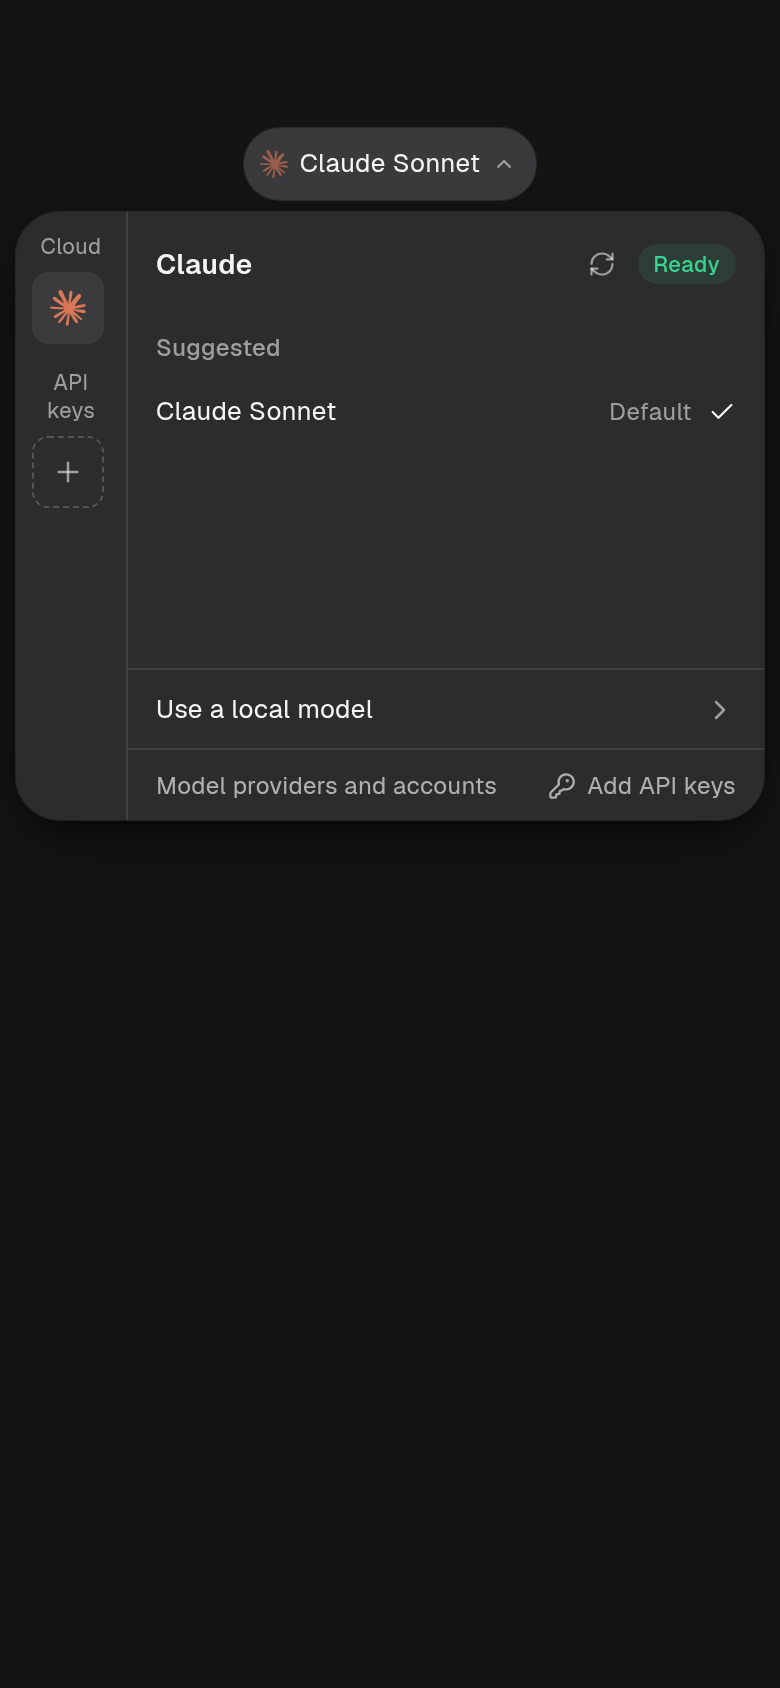 Claude Sonnet
Cloud
API
keys
Claude
Ready
Suggested
Claude Sonnet
Default
Use a local model
Model providers and accounts
Add API keys